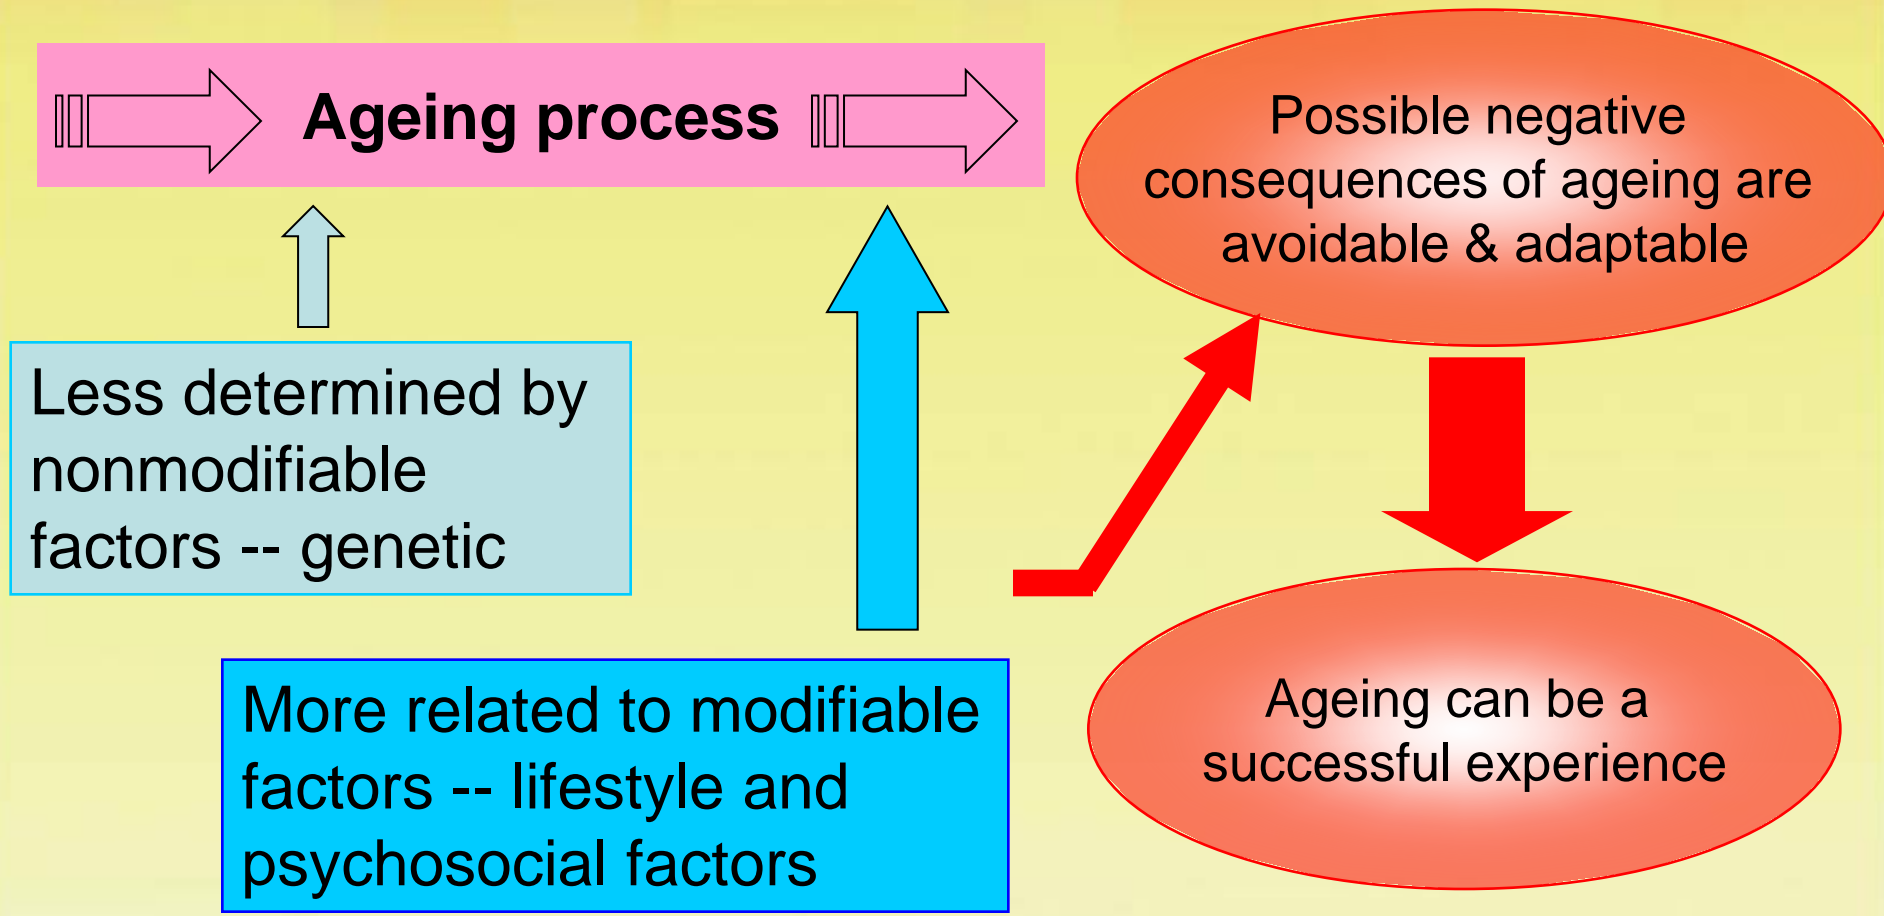 Ageing process
Possible negative
consequences of ageing are
avoidable & adaptable
Less determined by
nonmodifiable
factors -- genetic
More related to modifiable
factors -- lifestyle and
psychosocial factors
Ageing can be a
successful experience